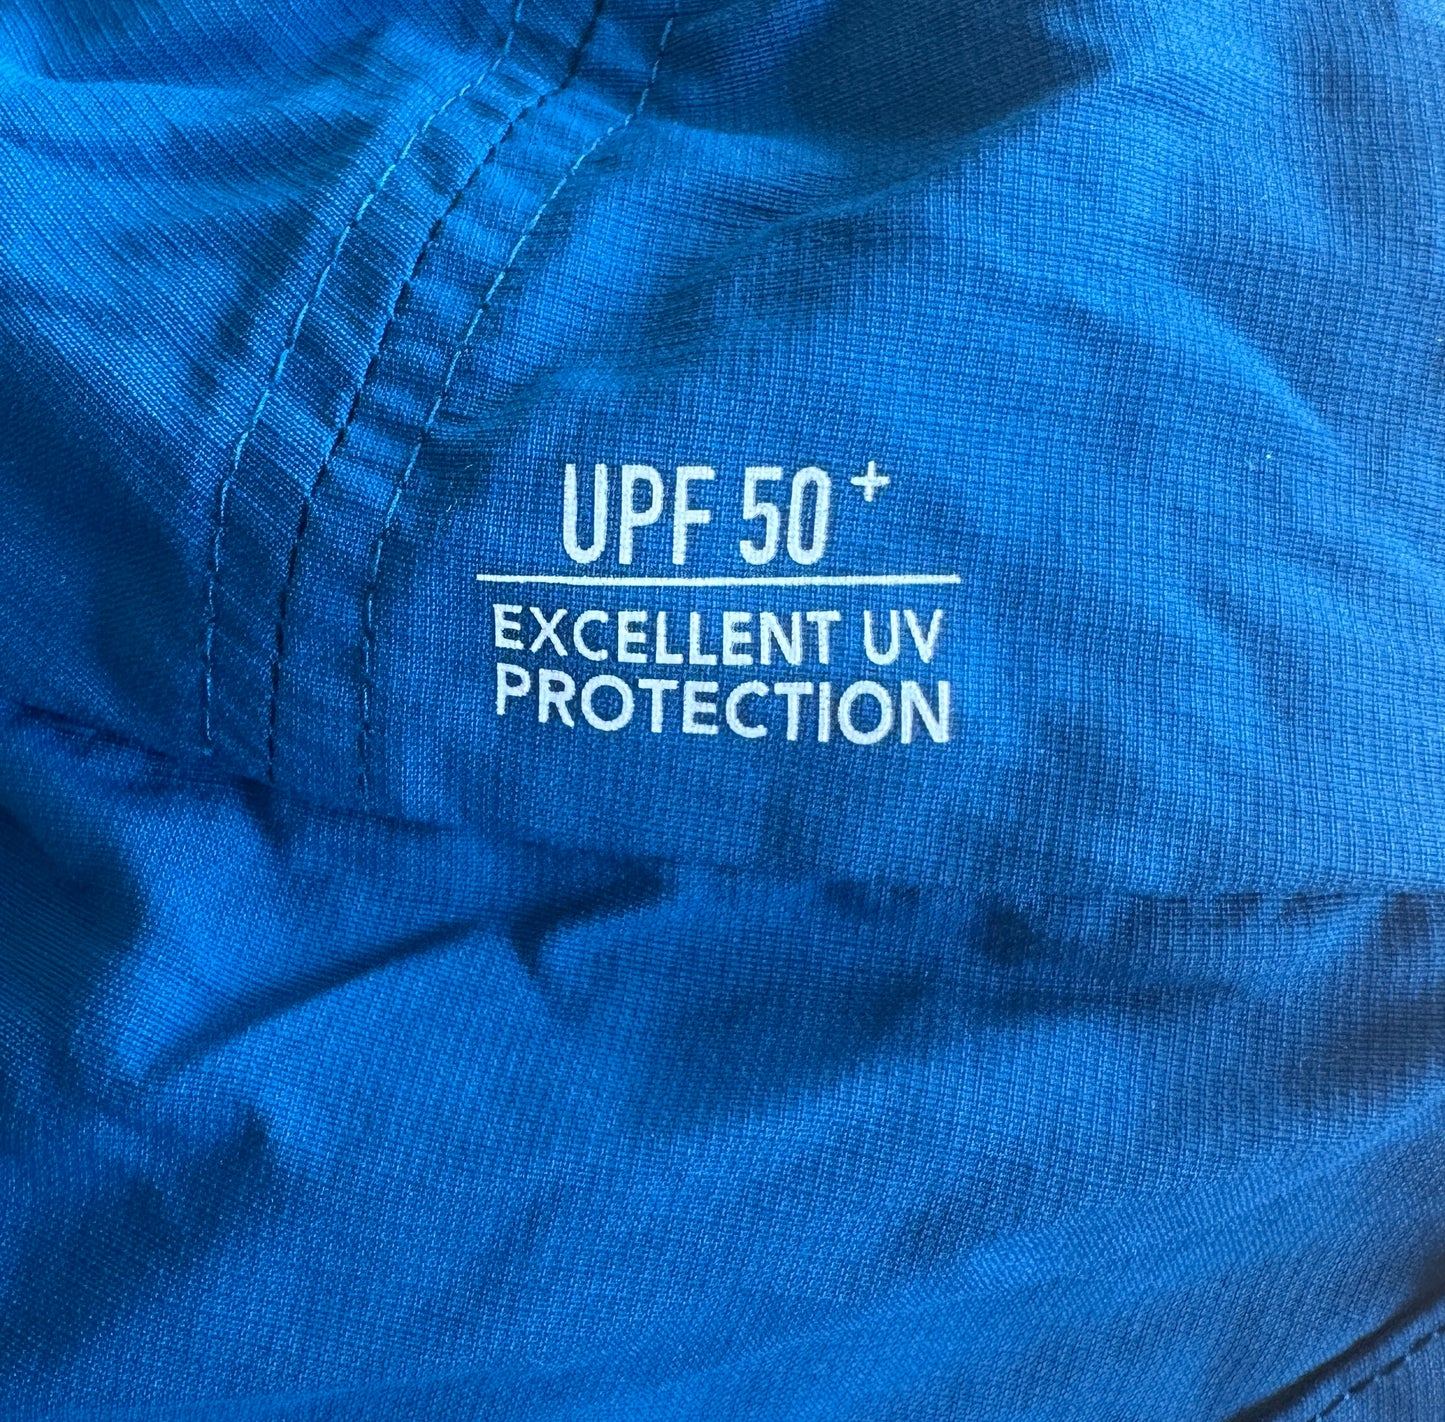 UPF 50+
EXCELLENT UV
PROTECTION